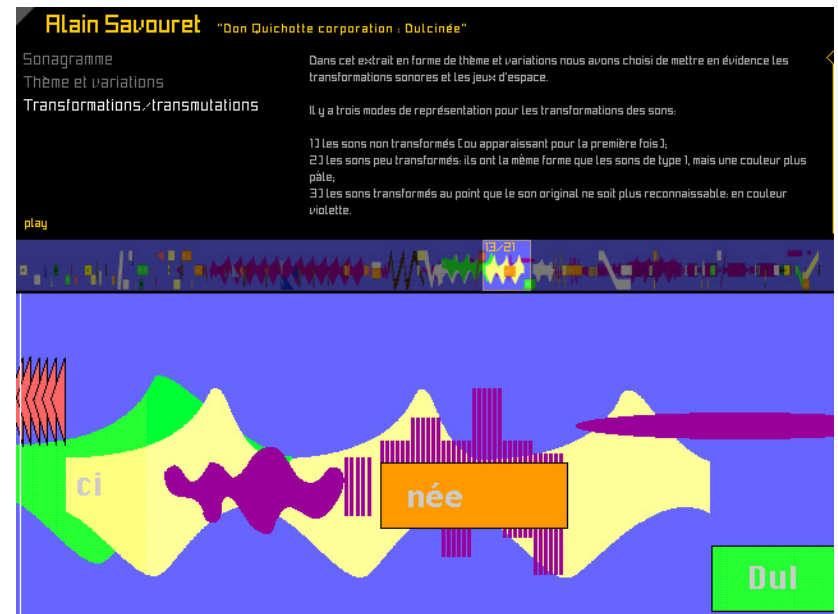 Alain Savouret "Don Quichotte corporation : Dulcinée"
Sonagramme
Thème et variations
Transformations/transmutations
play
Dans cet extrait en forme de thème et variations nous avons choisi de mettre en évidence les
transformations sonores et les jeux d'espace.
Il y a trois modes de représentation pour les transformations des sons:
1] les sons non transformés [ou apparaissant pour la première fois ];
2] les sons peu transformés: ils ont la même forme que les sons de type 1, mais une couleur plus
pâle;
3] les sons transformés au point que le son original ne soit plus reconnaissable: en couleur
violette.
13/21
ci
née
Dul